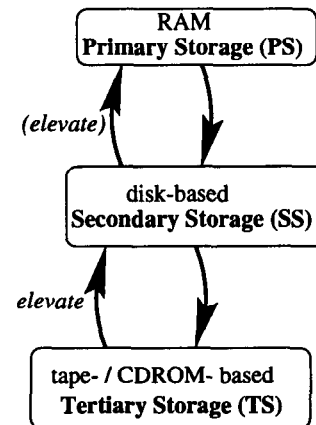 RAM
Primary Storage (PS)
(elevate)
disk-based
Secondary Storage (SS)
elevate
tape- / CDROM- based
Tertiary Storage (TS)